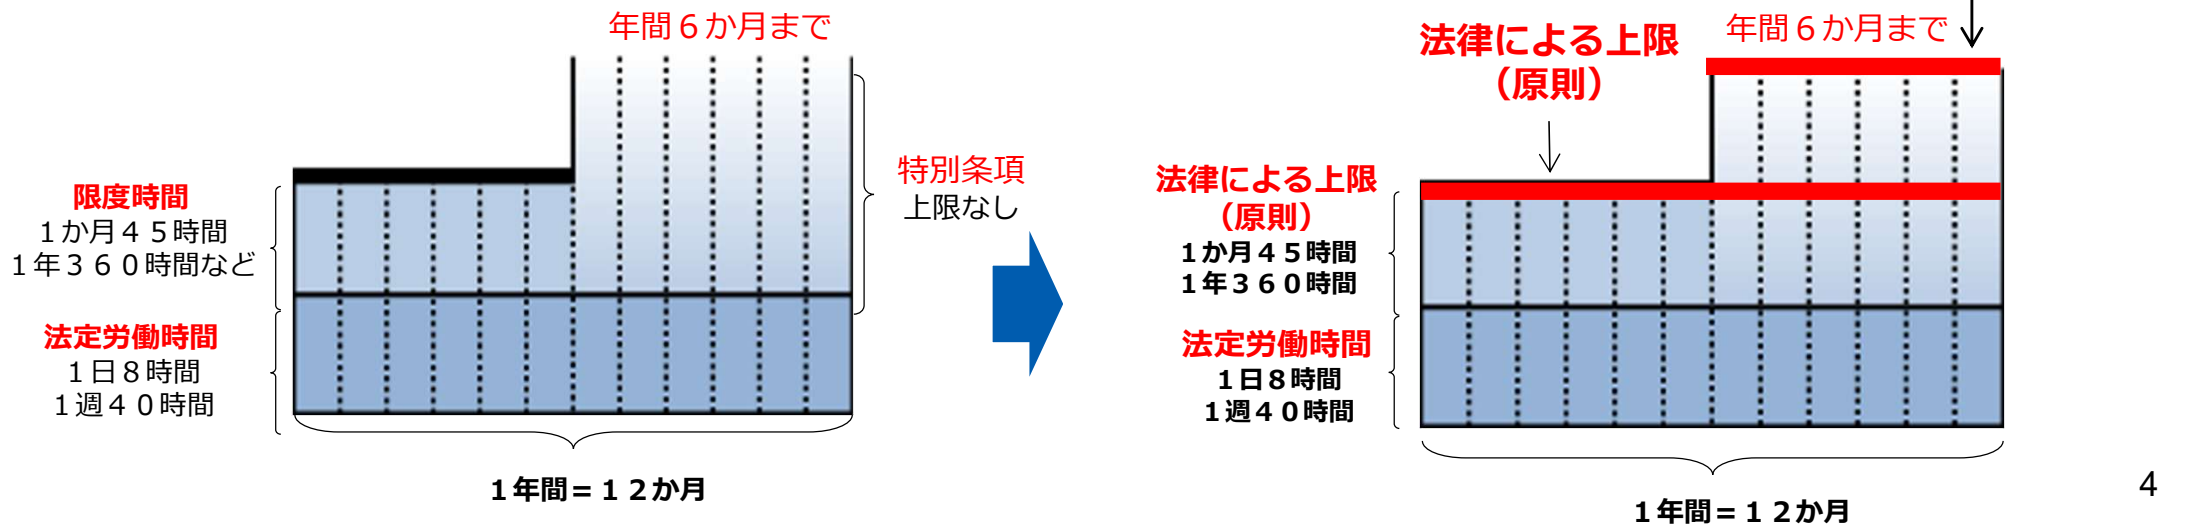 年間６か月まで
限度時間
１か月４５時間
１年３６０時間など
法定労働時間
１日８時間
１週４０時間
特別条項
上限なし
１年間＝１２か月
法律による上限
（原則）
年間６か月まで
法律による上限
（原則）
１か月４５時間
１年３６０時間
法定労働時間
１日８時間
１週４０時間
１年間＝１２か月
4